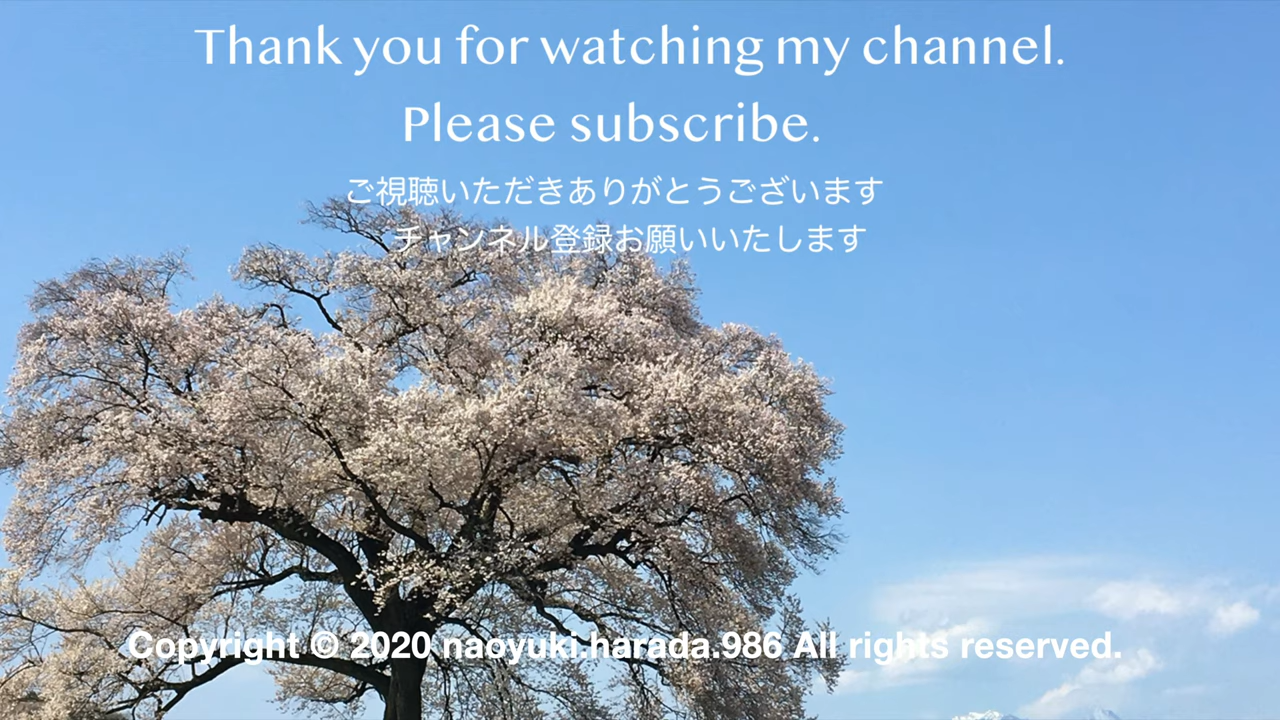 Thank you for watching my channel.
Please subscribe.
ご視聴いただきありがとうございます
チャンネル登録お願いいたします
Copyright © 2020 naoyuki.harada.986 All rights reserved.